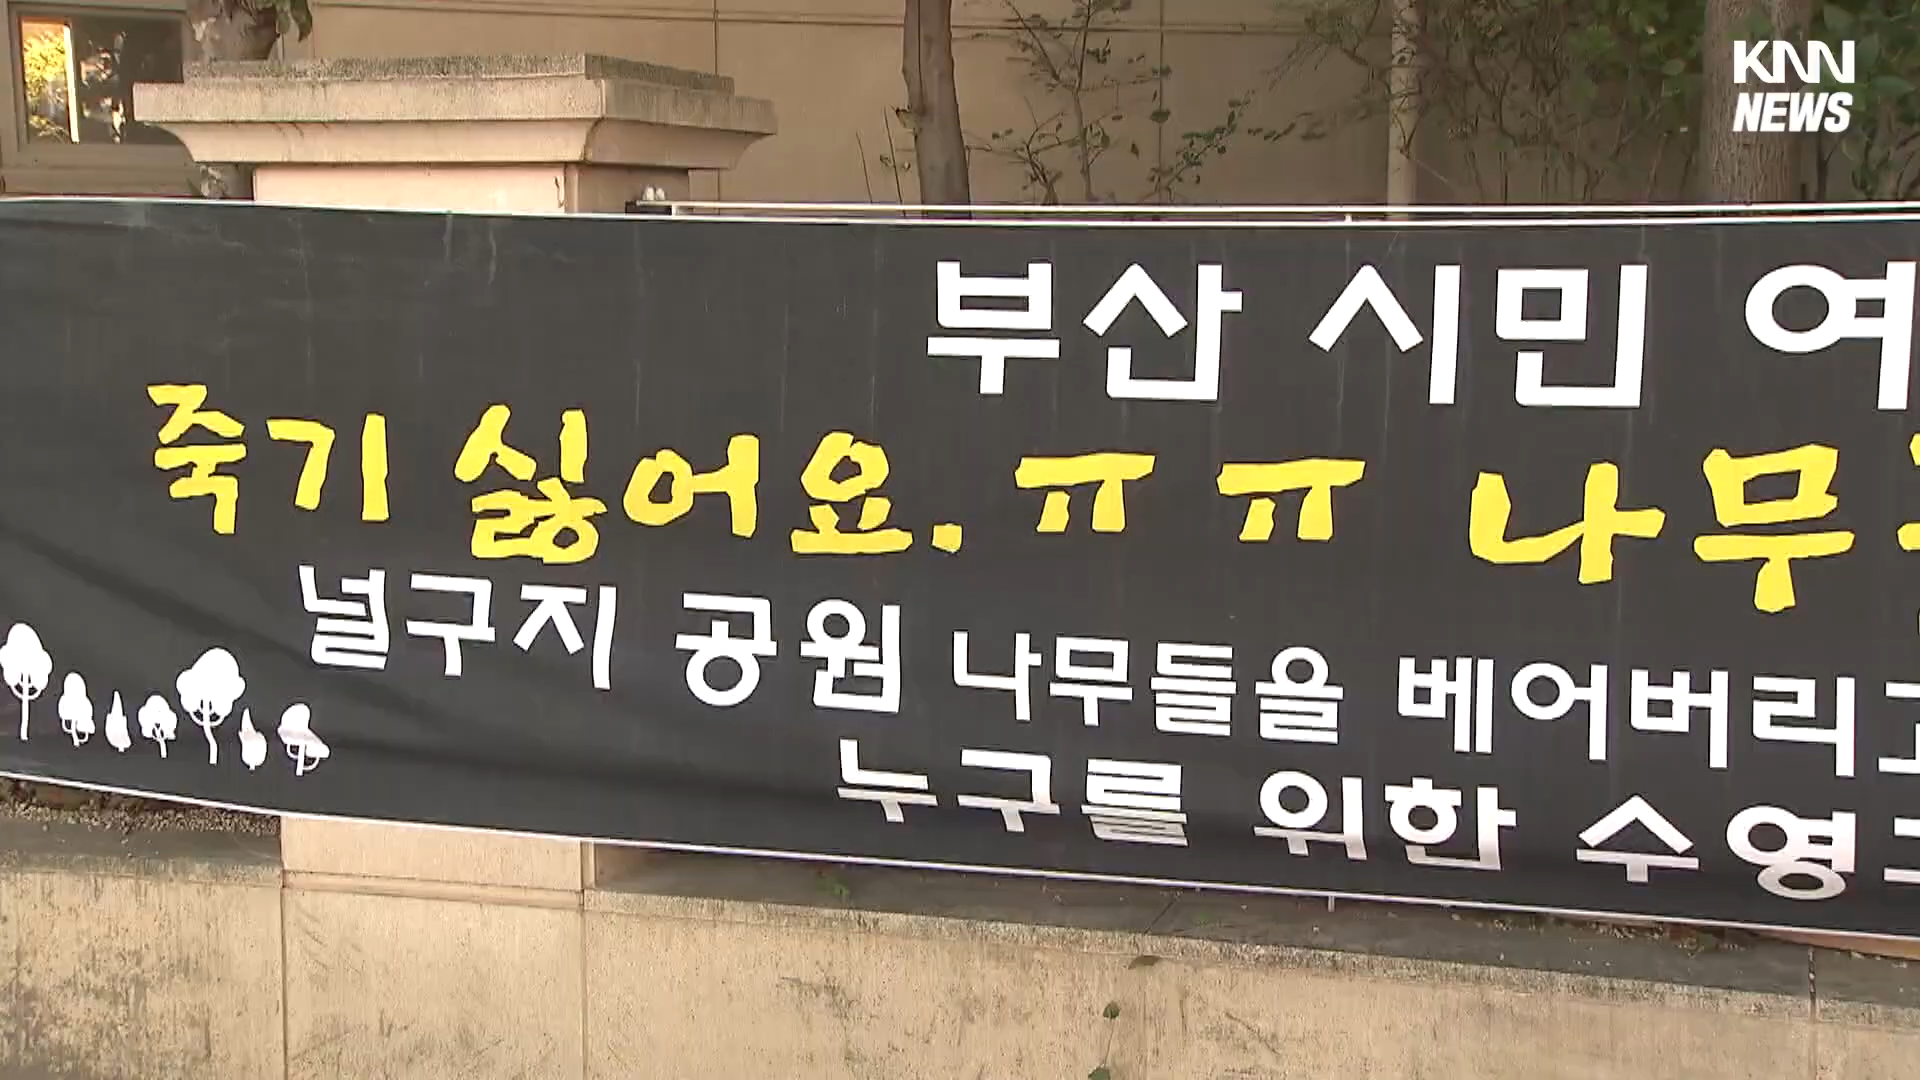 KNN
NEWS
부산 시민 여
죽기 싫어요. ㅠㅠ 나무
널구지 공원 나무들을 베어버리고
누구를 위한 수영